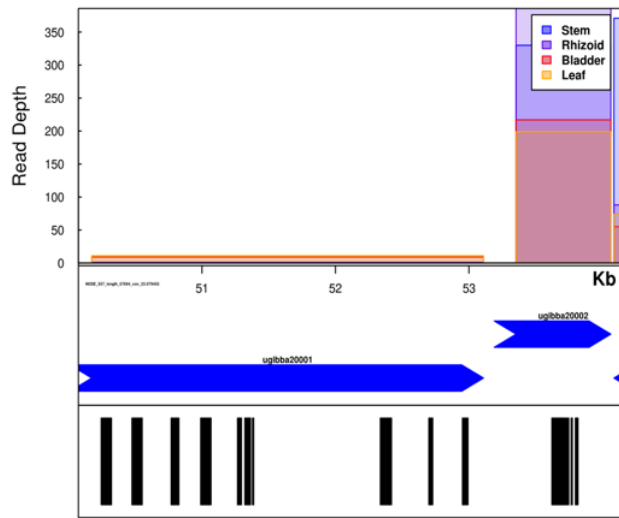 Read Depth
350
300
250
200
150
100
50
0
Stem
Rhizoid
Bladder
Leaf
51
52
53
Kb
ugibba20002
ugibba20001